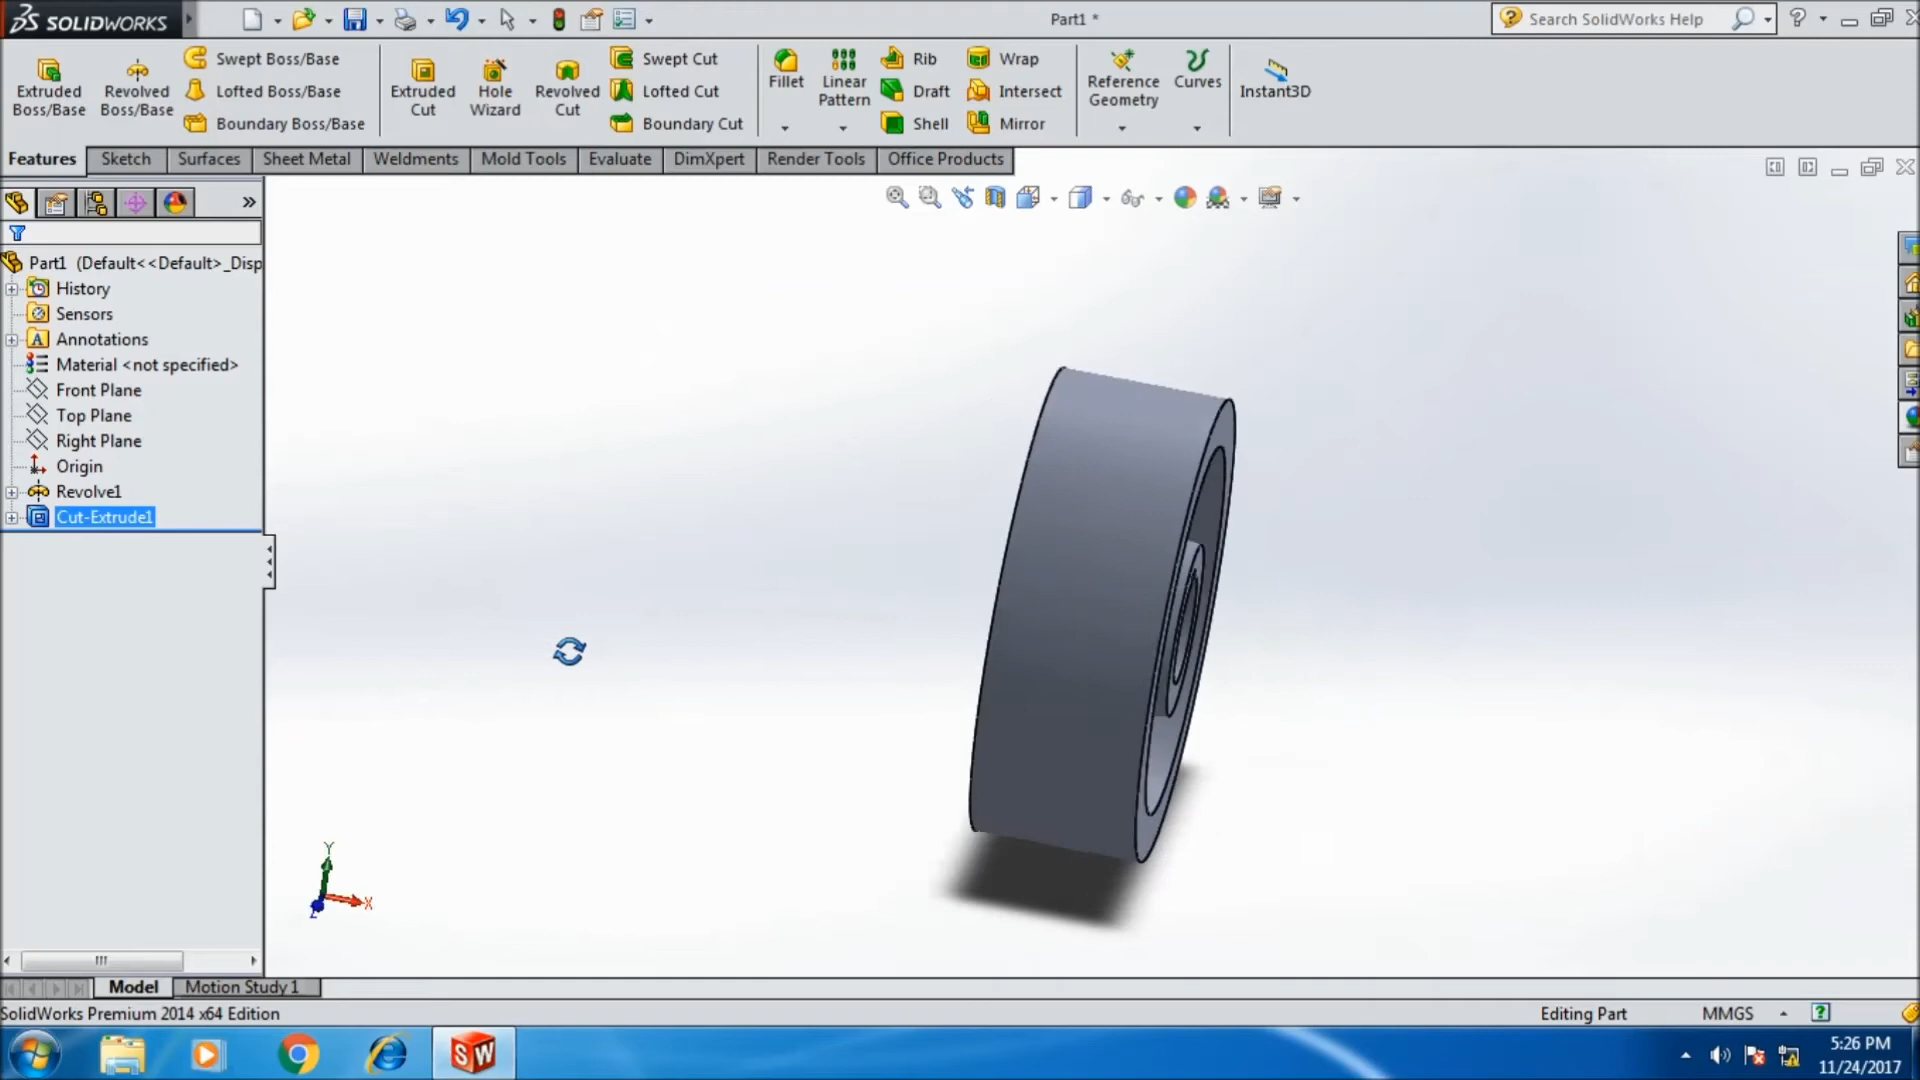 SOLIDWORKS
Part1 *
Search SolidWorks Help
Extruded Boss/Base
Revolved Boss/Base
Swept Boss/Base
Lofted Boss/Base
Boundary Boss/Base
Extruded Cut
Hole Wizard
Revolved Cut
Swept Cut
Lofted Cut
Boundary Cut
Fillet
Linear Pattern
Rib
Draft
Shell
Wrap
Intersect
Mirror
Reference Geometry
Curves
Instant3D
Features
Sketch
Surfaces
Sheet Metal
Weldments
Mold Tools
Evaluate
DimXpert
Render Tools
Office Products
Part1 (Default<<Default>_Disp
History
Sensors
Annotations
Material <not specified>
Front Plane
Top Plane
Right Plane
Origin
Revolve1
Cut-Extrude1
Y
X
Z
Model
Motion Study 1
SolidWorks Premium 2014 x64 Edition
Editing Part
MMGS
SW
5:26 PM
11/24/2017